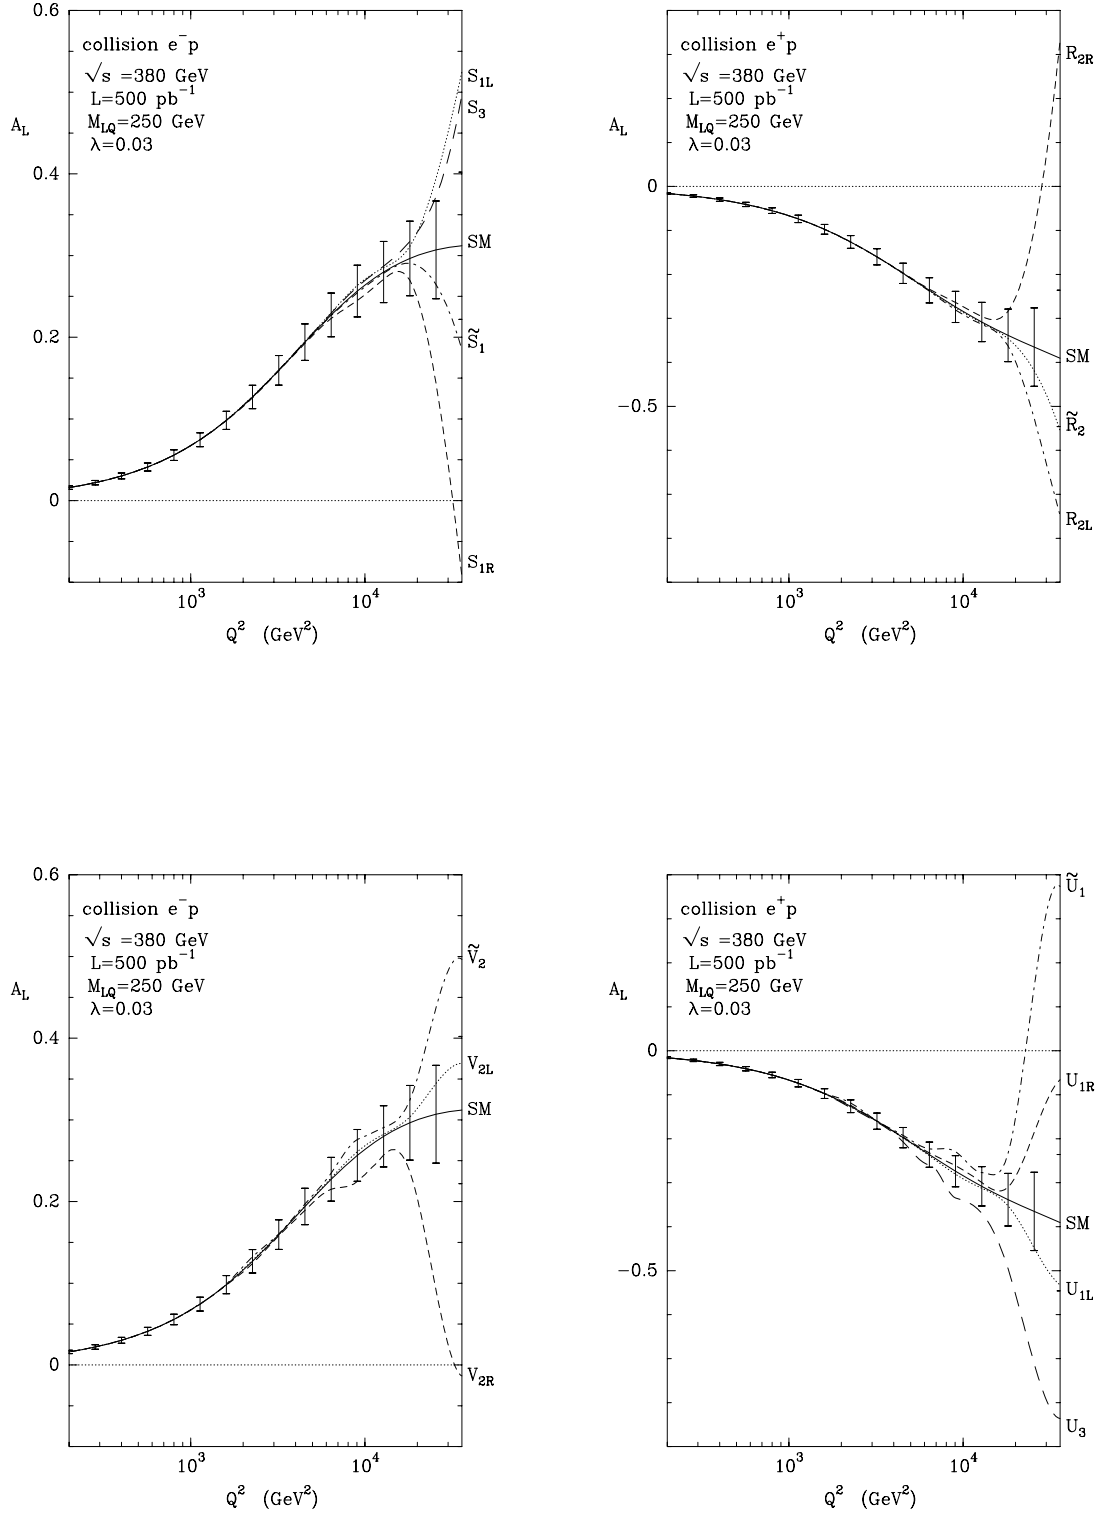 0.6
collision e⁻p
√s =380 GeV
L=500 pb⁻¹
M_LQ=250 GeV
λ=0.03
A_L
0.4
0.2
0
S_1L
S_3
SM
S̃_1
S_1R
10³
10⁴
Q² (GeV²)
collision e⁺p
√s =380 GeV
L=500 pb⁻¹
M_LQ=250 GeV
λ=0.03
A_L
0
−0.5
R_2R
SM
R̃_2
R_2L
10³
10⁴
Q² (GeV²)
0.6
collision e⁻p
√s =380 GeV
L=500 pb⁻¹
M_LQ=250 GeV
λ=0.03
A_L
0.4
0.2
0
Ṽ_2
V_2L
SM
V_2R
10³
10⁴
Q² (GeV²)
collision e⁺p
√s =380 GeV
L=500 pb⁻¹
M_LQ=250 GeV
λ=0.03
A_L
0
−0.5
Ũ_1
U_1R
SM
U_1L
U_3
10³
10⁴
Q² (GeV²)